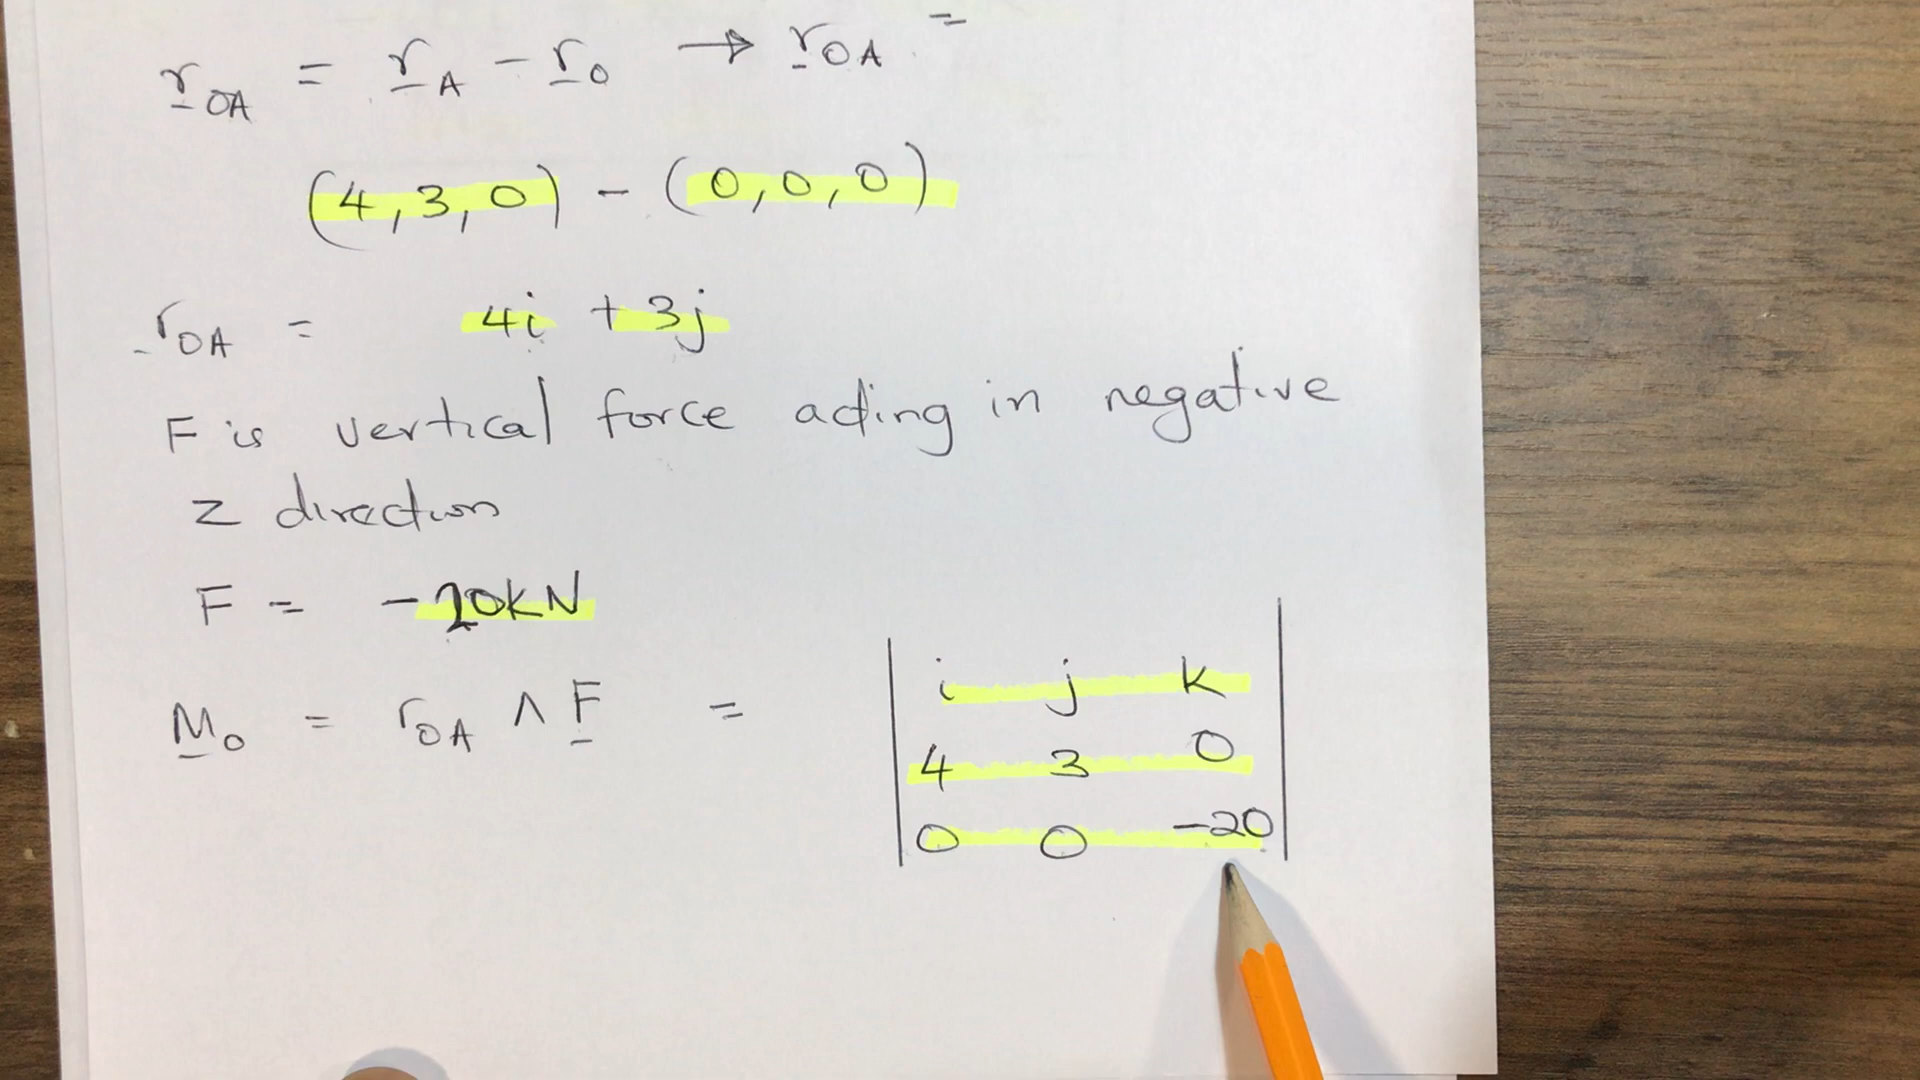 r_OA = r_A - r_O → r_OA =
(4,3,0) - (0,0,0)
r_OA = 4i + 3j
F is vertical force acting in negative
z direction
F = -20kN
M_O = r_OA ∧ F =
i j k
4 3 0
0 0 -20